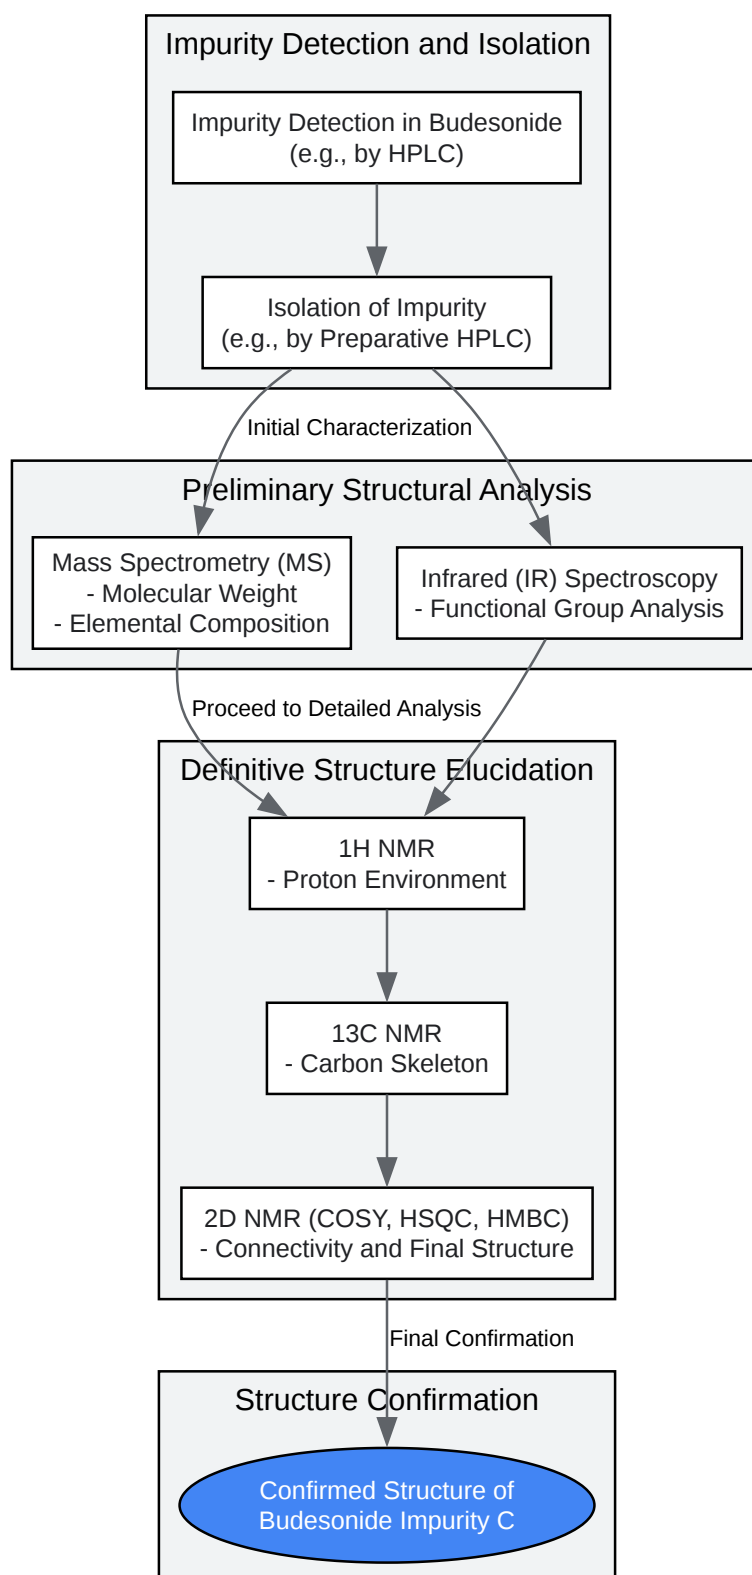 Impurity Detection and Isolation
Impurity Detection in Budesonide
(e.g., by HPLC)
Isolation of Impurity
(e.g., by Preparative HPLC)
Initial Characterization
Preliminary Structural Analysis
Mass Spectrometry (MS)
- Molecular Weight
- Elemental Composition
Infrared (IR) Spectroscopy
- Functional Group Analysis
Proceed to Detailed Analysis
Definitive Structure Elucidation
1H NMR
- Proton Environment
13C NMR
- Carbon Skeleton
2D NMR (COSY, HSQC, HMBC)
- Connectivity and Final Structure
Final Confirmation
Structure Confirmation
Confirmed Structure of
Budesonide Impurity C